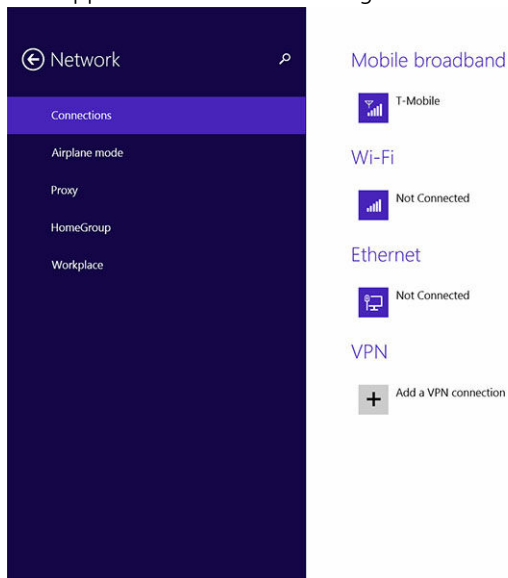 Network
Connections
Airplane mode
Proxy
HomeGroup
Workplace
Mobile broadband
T-Mobile
Wi-Fi
Not Connected
Ethernet
Not Connected
VPN
Add a VPN connection